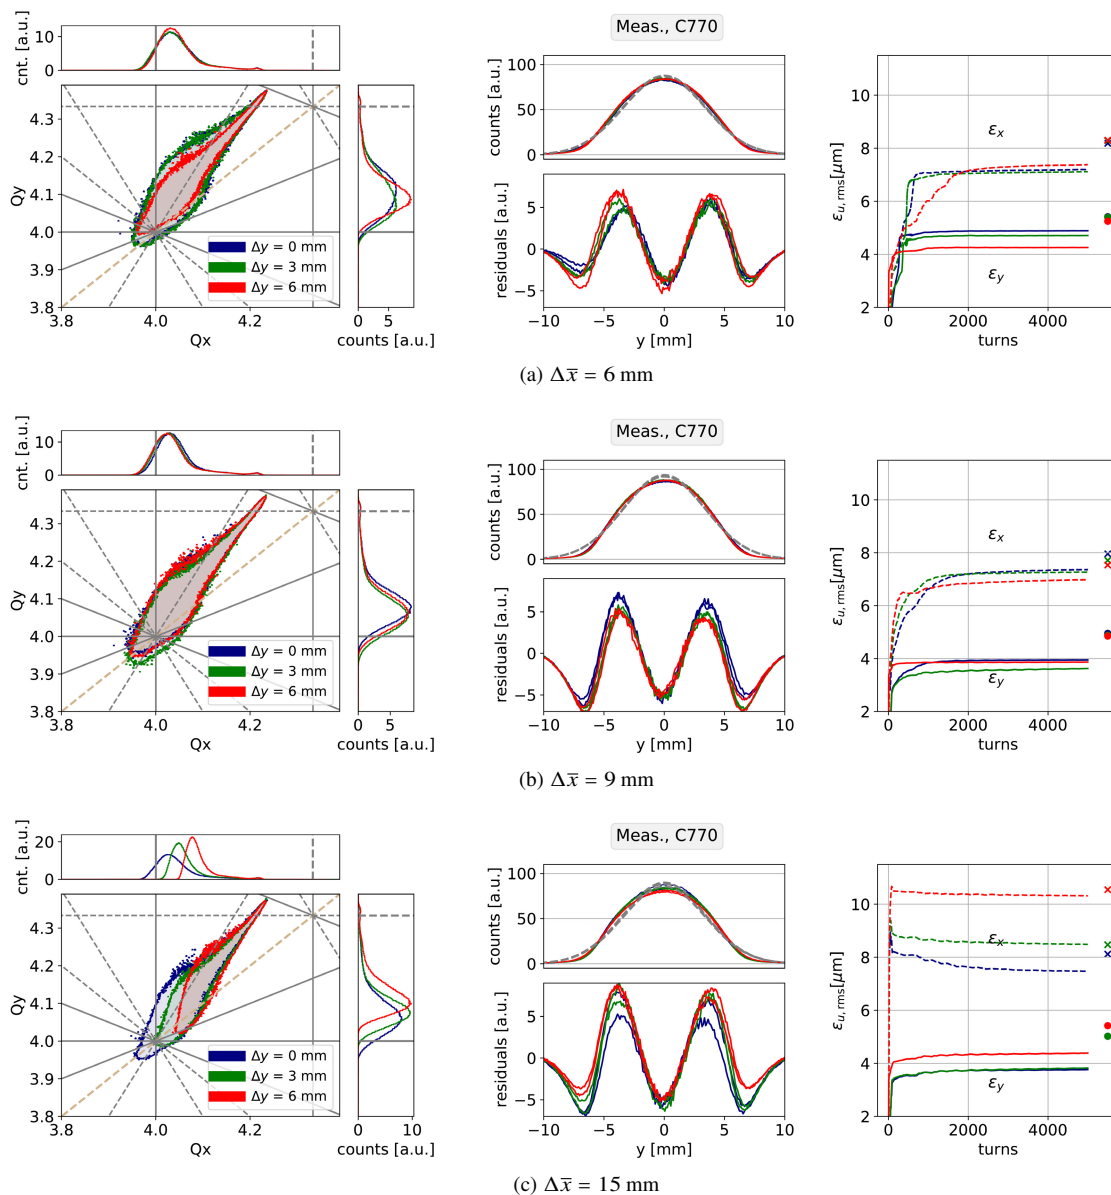 Meas., C770
cnt. [a.u.]
10
0
4.3
4.2
4.1
4.0
3.9
3.8
Qy
3.8 4.0 4.2
Qx
Δy = 0 mm
Δy = 3 mm
Δy = 6 mm
0 5
counts [a.u.]
counts [a.u.]
100
50
0
residuals [a.u.]
5
0
−5
−10 −5 0 5 10
y [mm]
εu, rms[μm]
10
8
6
4
2
εx
εy
0 2000 4000
turns
(a) Δx̅ = 6 mm
Meas., C770
cnt. [a.u.]
10
0
4.3
4.2
4.1
4.0
3.9
3.8
Qy
3.8 4.0 4.2
Qx
Δy = 0 mm
Δy = 3 mm
Δy = 6 mm
0 5
counts [a.u.]
counts [a.u.]
100
50
0
residuals [a.u.]
5
0
−5
−10 −5 0 5 10
y [mm]
εu, rms[μm]
10
8
6
4
2
εx
εy
0 2000 4000
turns
(b) Δx̅ = 9 mm
Meas., C770
cnt. [a.u.]
20
0
4.3
4.2
4.1
4.0
3.9
3.8
Qy
3.8 4.0 4.2
Qx
Δy = 0 mm
Δy = 3 mm
Δy = 6 mm
0 10
counts [a.u.]
counts [a.u.]
100
50
0
residuals [a.u.]
5
0
−5
−10 −5 0 5 10
y [mm]
εu, rms[μm]
10
8
6
4
2
εx
εy
0 2000 4000
turns
(c) Δx̅ = 15 mm